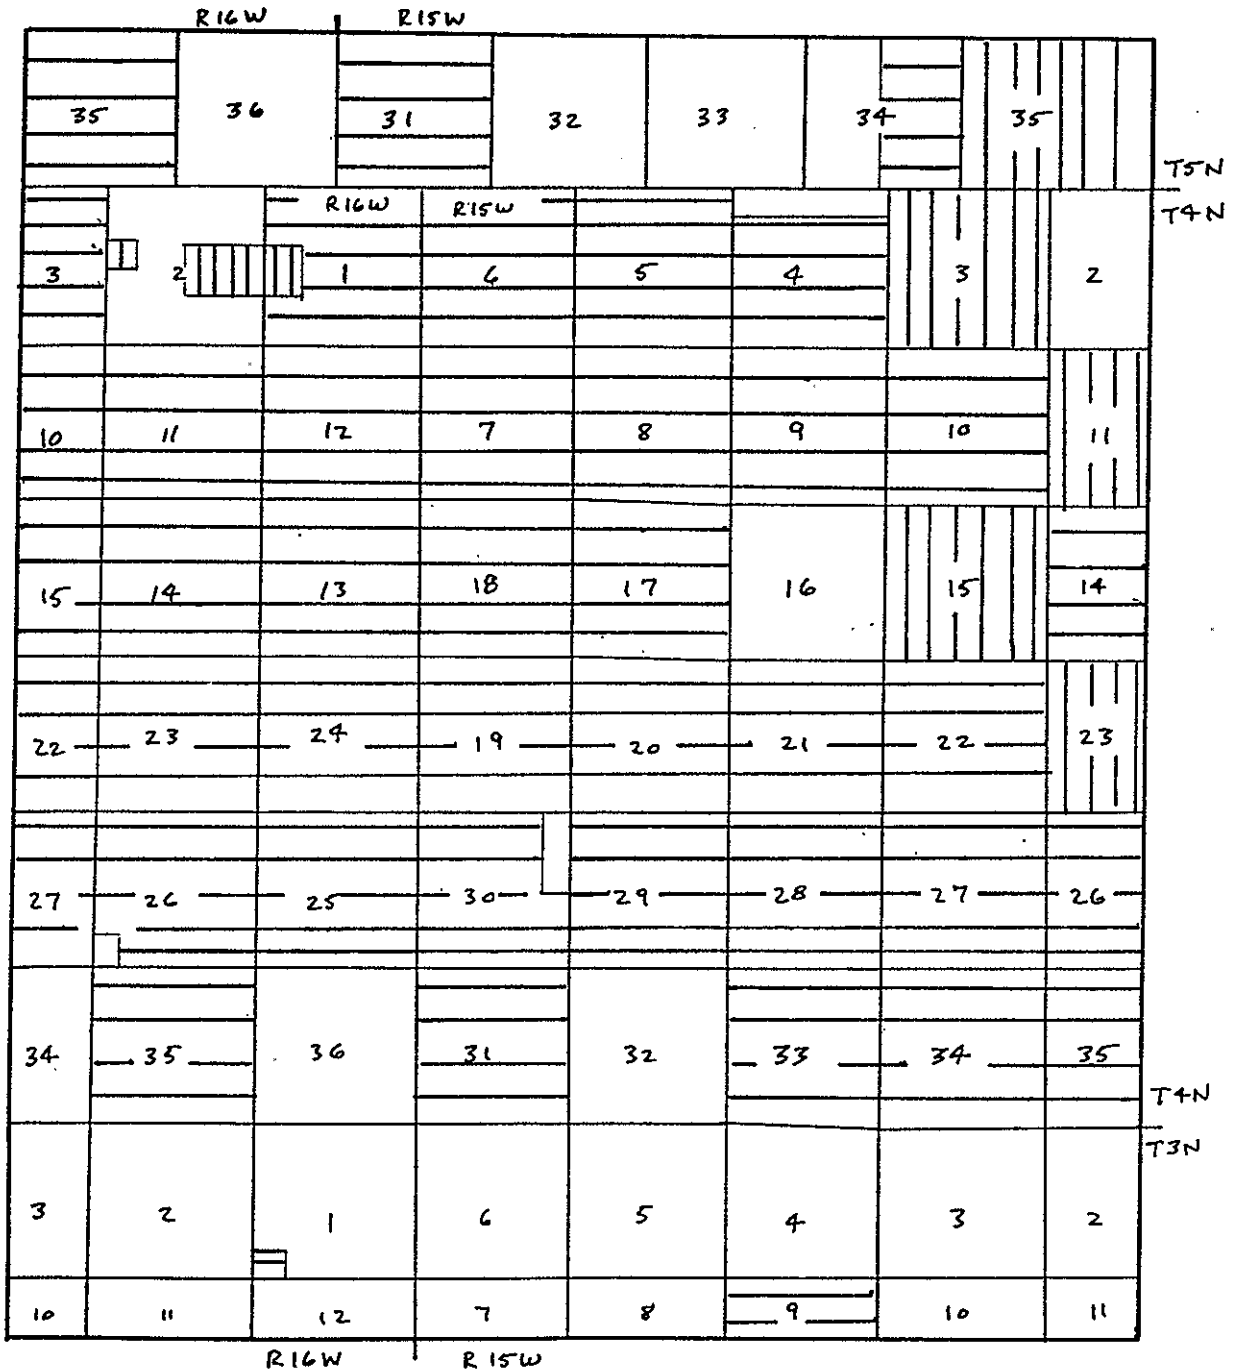 R16W R15W
35 36 31 32 33 34 35
T5N
R16W R15W T4N
3 2 1 6 5 4 3 2
10 11 12 7 8 9 10 11
15 14 13 18 17 16 15 14
22 23 24 19 20 21 22 23
27 26 25 30 29 28 27 26
34 35 36 31 32 33 34 35
T4N
T3N
3 2 1 6 5 4 3 2
10 11 12 7 8 9 10 11
R16W R15W